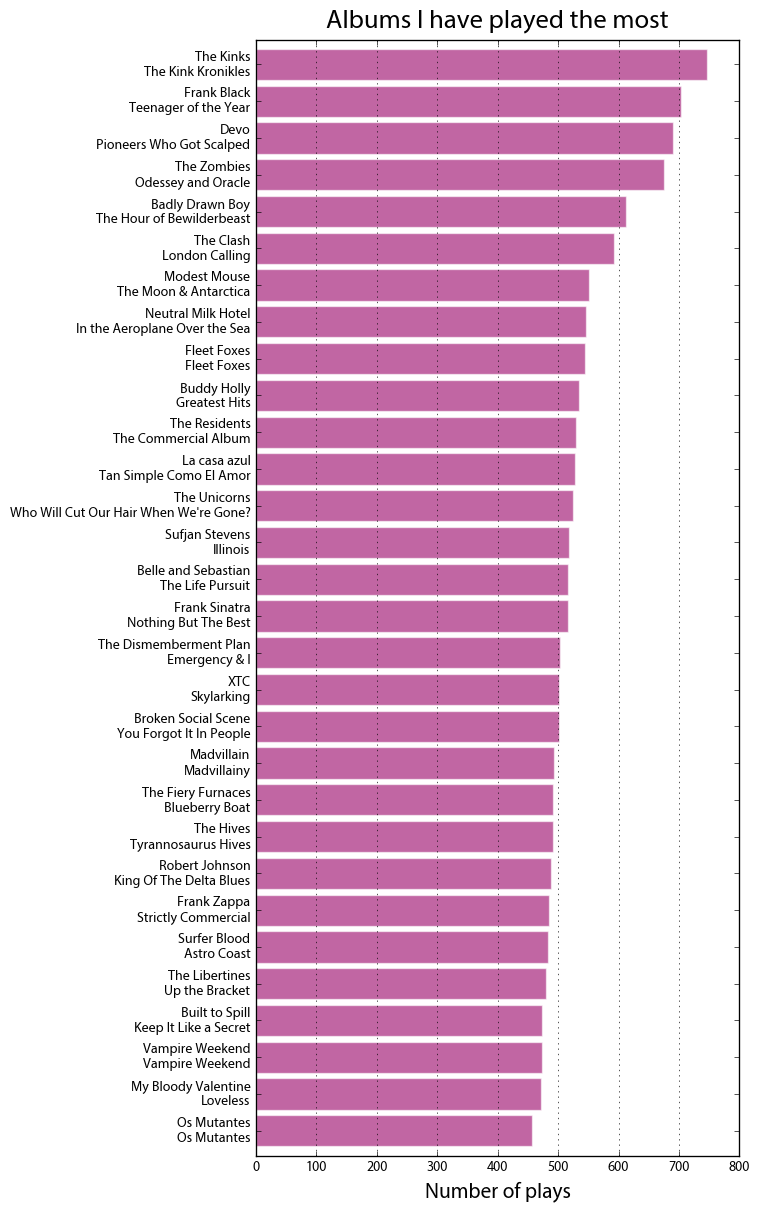 Albums I have played the most
The Kinks
The Kink Kronikles
Frank Black
Teenager of the Year
Devo
Pioneers Who Got Scalped
The Zombies
Odessey and Oracle
Badly Drawn Boy
The Hour of Bewilderbeast
The Clash
London Calling
Modest Mouse
The Moon & Antarctica
Neutral Milk Hotel
In the Aeroplane Over the Sea
Fleet Foxes
Fleet Foxes
Buddy Holly
Greatest Hits
The Residents
The Commercial Album
La casa azul
Tan Simple Como El Amor
The Unicorns
Who Will Cut Our Hair When We're Gone?
Sufjan Stevens
Illinois
Belle and Sebastian
The Life Pursuit
Frank Sinatra
Nothing But The Best
The Dismemberment Plan
Emergency & I
XTC
Skylarking
Broken Social Scene
You Forgot It In People
Madvillain
Madvillainy
The Fiery Furnaces
Blueberry Boat
The Hives
Tyrannosaurus Hives
Robert Johnson
King Of The Delta Blues
Frank Zappa
Strictly Commercial
Surfer Blood
Astro Coast
The Libertines
Up the Bracket
Built to Spill
Keep It Like a Secret
Vampire Weekend
Vampire Weekend
My Bloody Valentine
Loveless
Os Mutantes
Os Mutantes
0 100 200 300 400 500 600 700 800
Number of plays